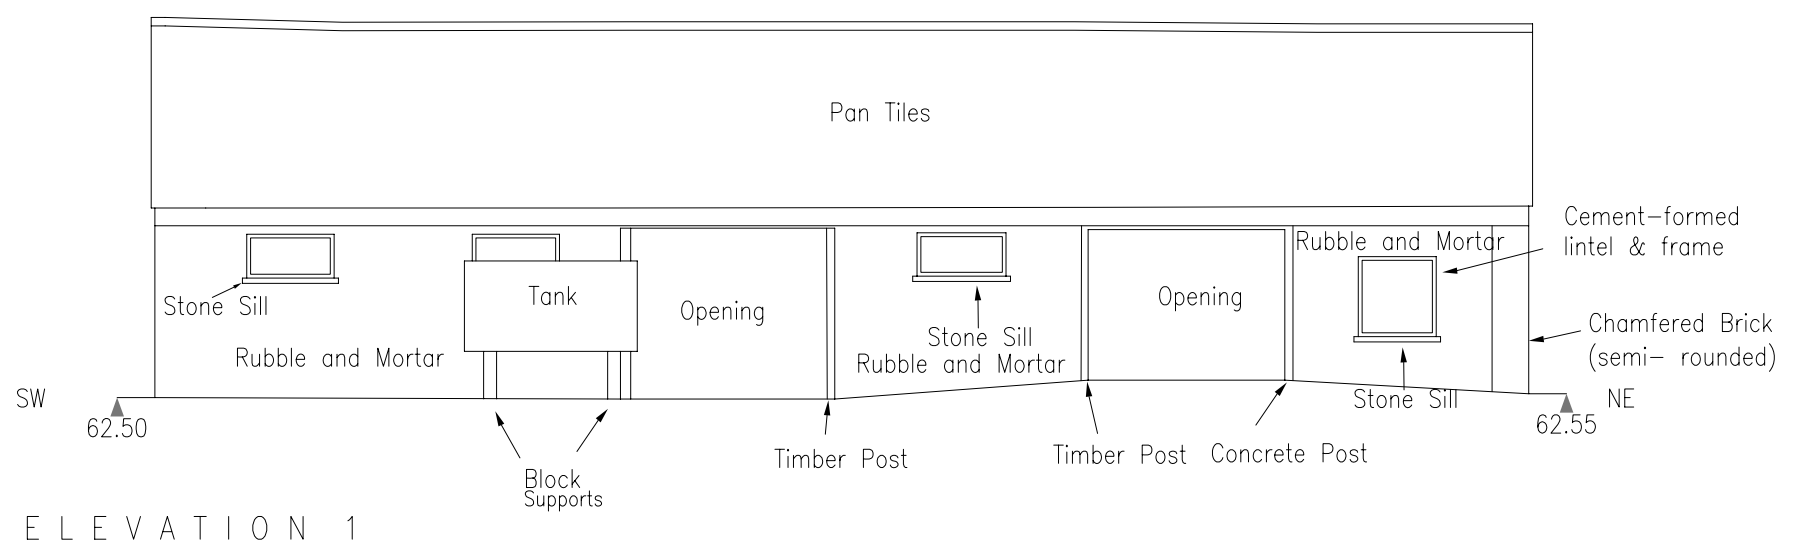 Pan Tiles
Cement-formed
lintel & frame
Rubble and Mortar
Stone Sill
Tank
Opening
Opening
Stone Sill
Rubble and Mortar
Rubble and Mortar
Chamfered Brick
(semi- rounded)
Stone Sill
SW
NE
62.50
62.55
Timber Post
Timber Post
Concrete Post
Block
Supports
ELEVATION 1